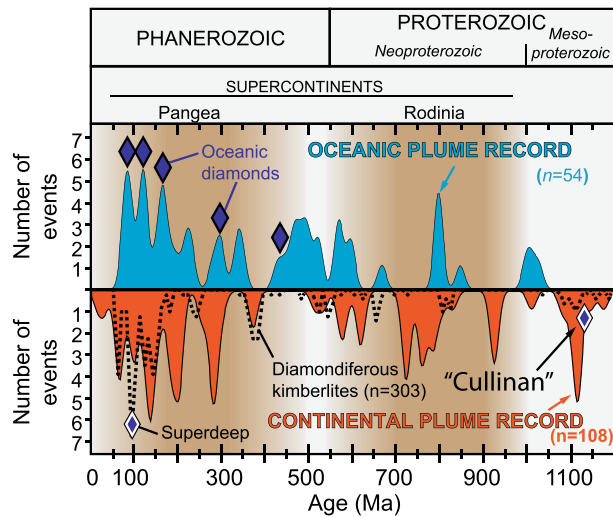 PHANEROZOIC
PROTEROZOIC
Neoproterozoic
Meso-
proterozoic
SUPERCONTINENTS
Pangea
Rodinia
Number of
events
7
6
5
4
3
2
1
Oceanic
diamonds
OCEANIC PLUME RECORD
(n=54)
Number of
events
1
2
3
4
5
6
7
Diamondiferous
kimberlites (n=303)
"Cullinan"
CONTINENTAL PLUME RECORD
(n=108)
Superdeep
0 100 300 500 700 900 1100
Age (Ma)